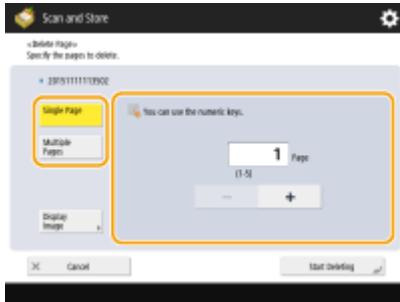 Scan and Store
<Delete Page>
Specify the pages to delete.
20151111113502
Single Page
You can use the numeric keys.
Multiple
Pages
1 Page
(1-5)
− +
Display
Image
× Cancel
Start Deleting